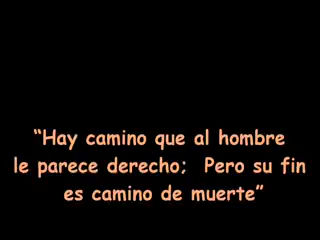 “Hay camino que al hombre
le parece derecho;  Pero su fin
es camino de muerte”